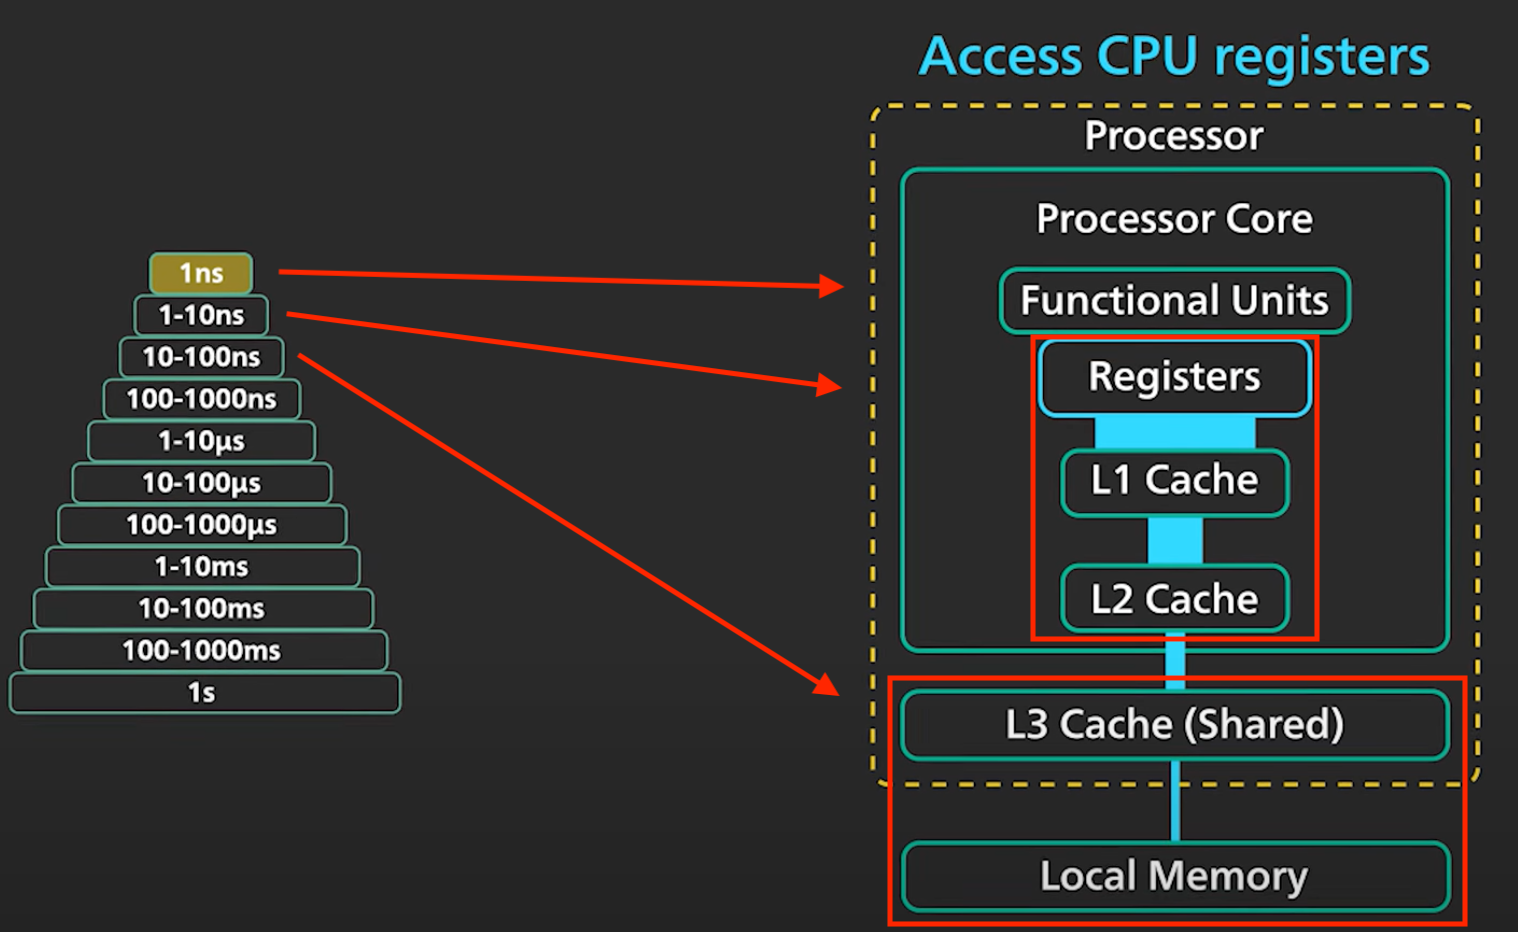 Access CPU registers
Processor
Processor Core
Functional Units
Registers
L1 Cache
L2 Cache
L3 Cache (Shared)
Local Memory
1ns
1-10ns
10-100ns
100-1000ns
1-10µs
10-100µs
100-1000µs
1-10ms
10-100ms
100-1000ms
1s